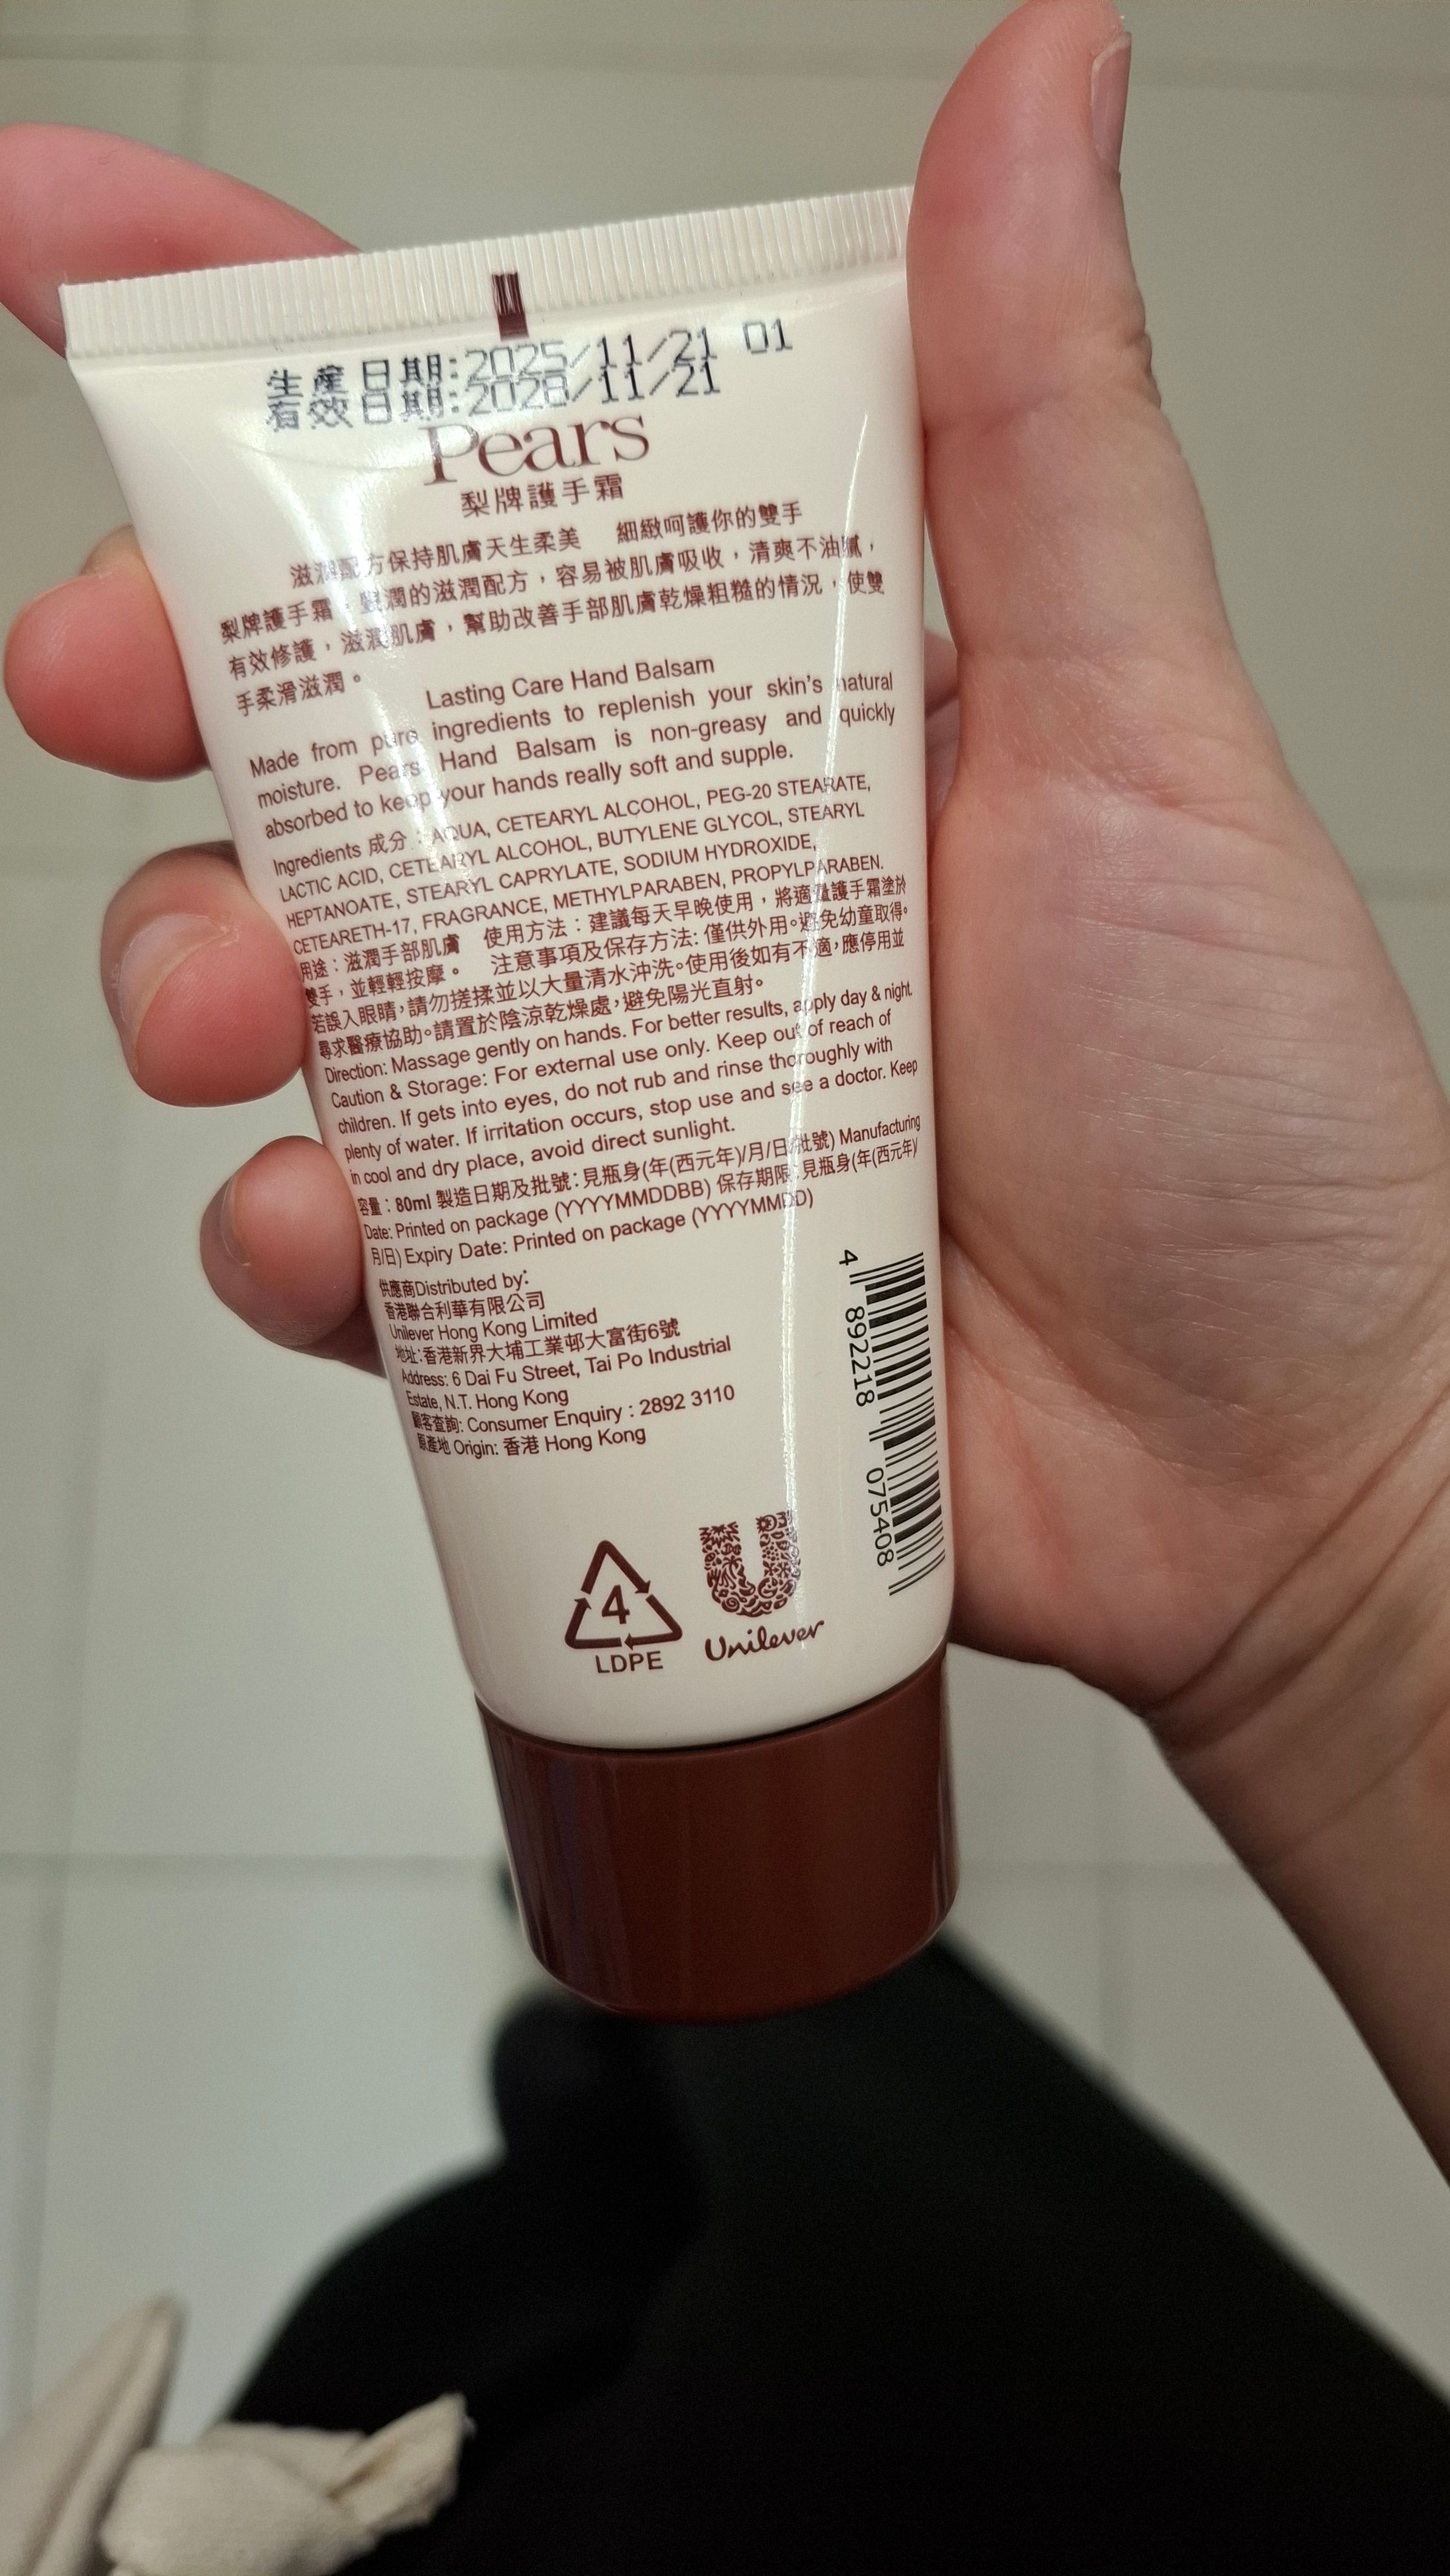 生產日期:2025/11/21 01
有效日期:2028/11/21
Pears
梨牌護手霜
滋潤配方保持肌膚天生柔美 細緻呵護你的雙手
梨牌護手霜,豐潤的滋潤配方,容易被肌膚吸收,清爽不油膩,
有效修護,滋潤肌膚,幫助改善手部肌膚乾燥粗糙的情況,使雙
手柔滑滋潤。
Lasting Care Hand Balsam
Made from pure ingredients to replenish your skin's natural
moisture. Pears Hand Balsam is non-greasy and quickly
absorbed to keep your hands really soft and supple.
Ingredients 成分 : AQUA, CETEARYL ALCOHOL, PEG-20 STEARATE,
LACTIC ACID, CETEARYL ALCOHOL, BUTYLENE GLYCOL, STEARYL
HEPTANOATE, STEARYL CAPRYLATE, SODIUM HYDROXIDE,
CETEARETH-17, FRAGRANCE, METHYLPARABEN, PROPYLPARABEN.
用途:滋潤手部肌膚 使用方法:建議每天早晚使用,將適量護手霜塗於
雙手,並輕輕按摩。 注意事項及保存方法: 僅供外用。避免幼童取得。
若誤入眼睛,請勿搓揉並以大量清水沖洗。使用後如有不適,應停用並
尋求醫療協助。請置於陰涼乾燥處,避免陽光直射。
Direction: Massage gently on hands. For better results, apply day & night.
Caution & Storage: For external use only. Keep out of reach of
children. If gets into eyes, do not rub and rinse thoroughly with
plenty of water. If irritation occurs, stop use and see a doctor. Keep
in cool and dry place, avoid direct sunlight.
容量:80ml 製造日期及批號:見瓶身(年(西元年)/月/日/批號) Manufacturing
Date: Printed on package (YYYYMMDDBB) 保存期限:見瓶身(年(西元年)/
月/日) Expiry Date: Printed on package (YYYYMMDD)
供應商Distributed by:
香港聯合利華有限公司
Unilever Hong Kong Limited
地址:香港新界大埔工業邨大富街6號
Address: 6 Dai Fu Street, Tai Po Industrial
Estate, N.T. Hong Kong
顧客查詢: Consumer Enquiry : 2892 3110
原產地 Origin: 香港 Hong Kong
4 892218 075408
4
LDPE
Unilever